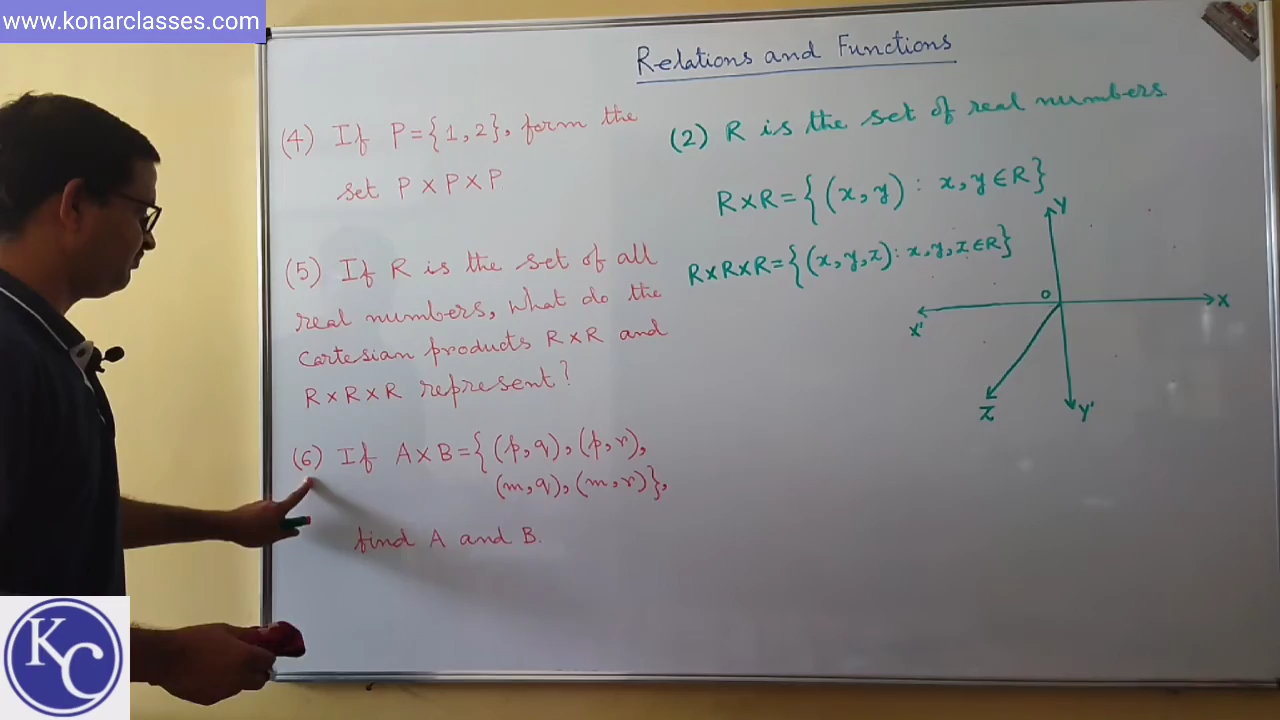 www.konarclasses.com
Relations and Functions
(4) If P={1,2}, form the
set P×P×P
(5) If R is the set of all
real numbers, what do the
Cartesian products R×R and
R×R×R represent?
(6) If A×B={(p,q),(p,r),
(m,q),(m,r)},
find A and B.
(2) R is the set of real numbers.
R×R={(x,y): x,y∈R}
R×R×R={(x,y,z): x,y,z∈R}
Y
O
X
X'
Z
Y'
KC